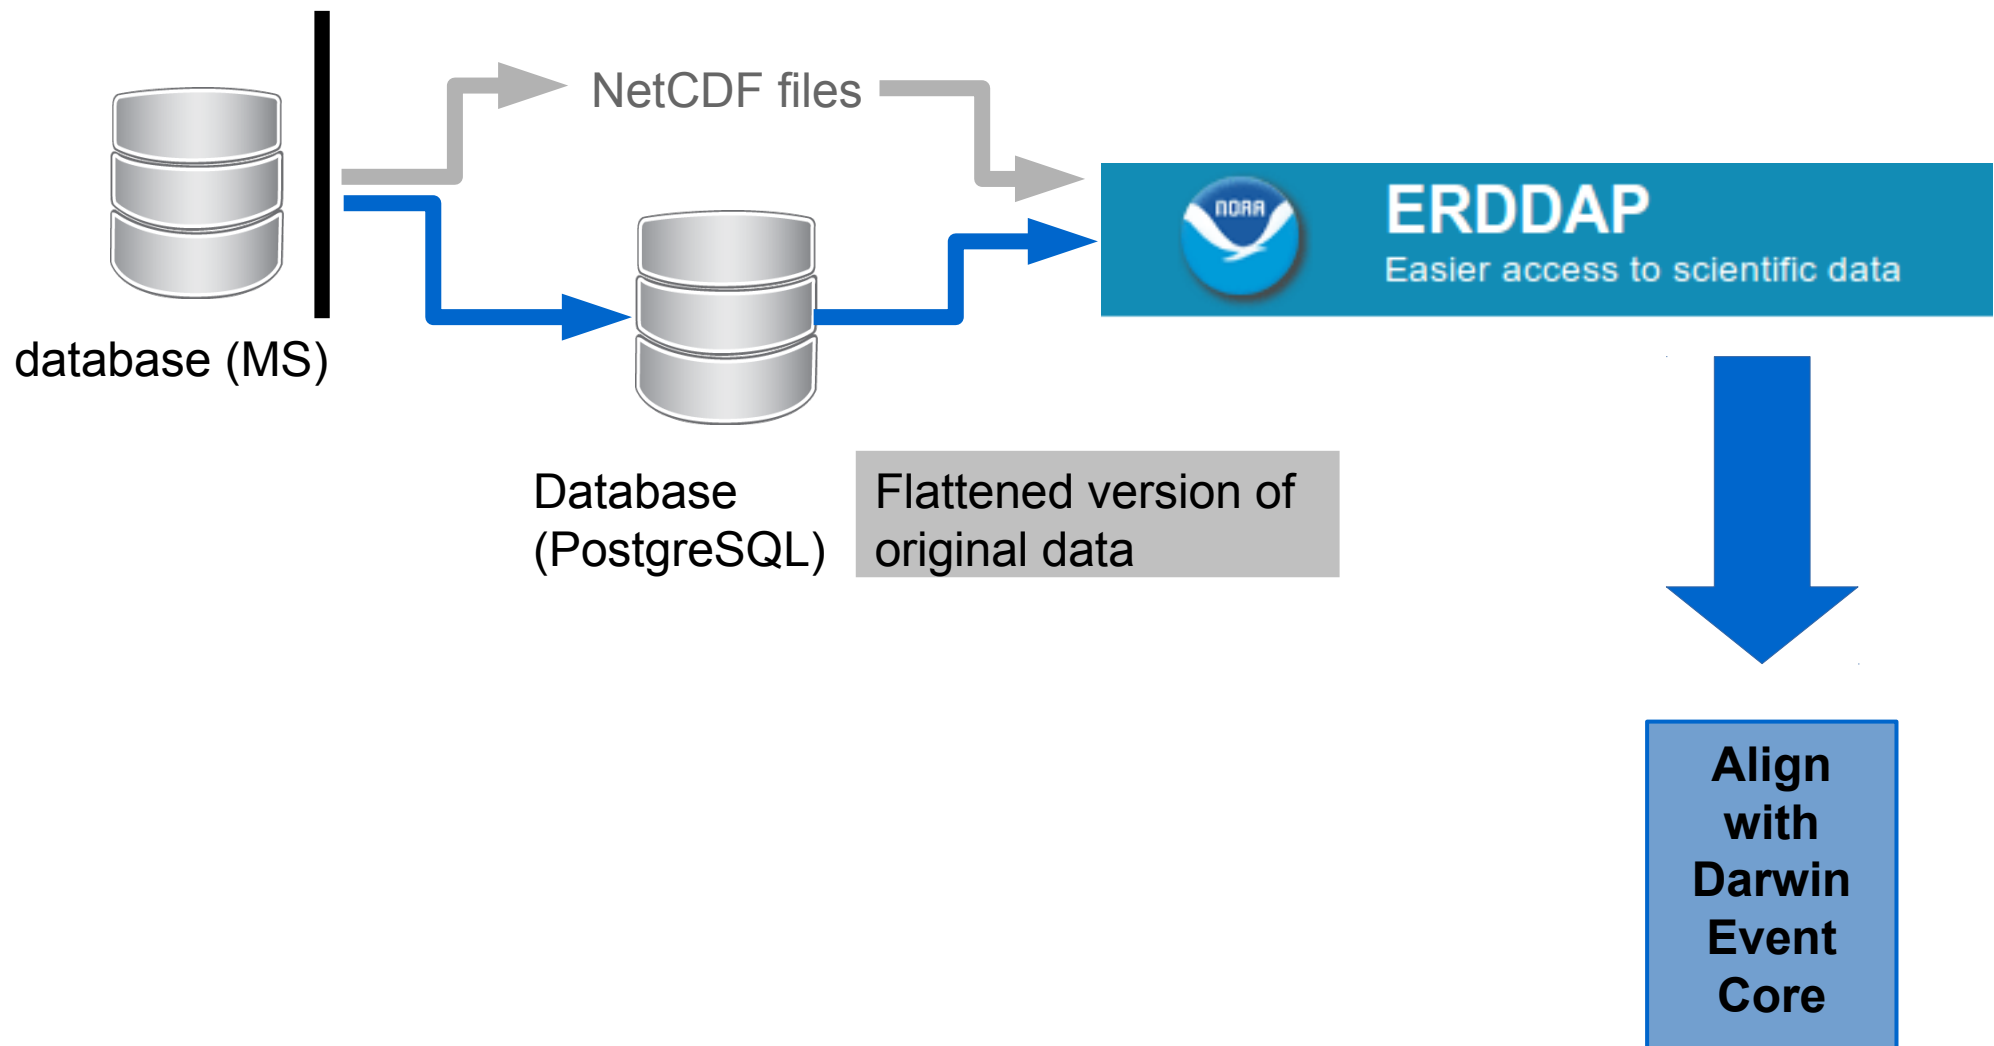 NetCDF files
NOAA
ERDDAP
Easier access to scientific data
database (MS)
Database
(PostgreSQL)
Flattened version of
original data
Align
with
Darwin
Event
Core